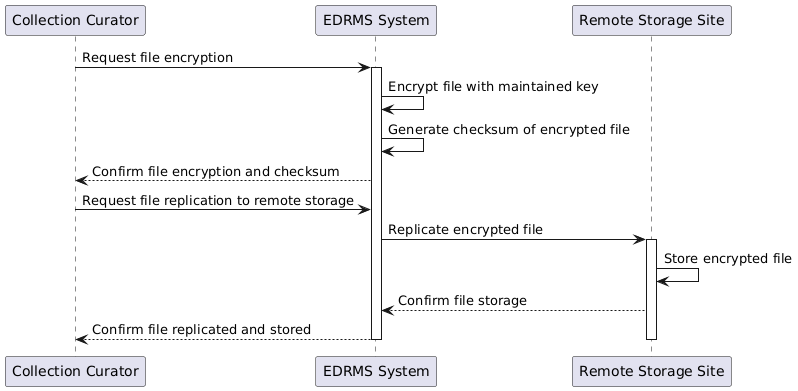 Collection Curator
EDRMS System
Remote Storage Site
Request file encryption
Encrypt file with maintained key
Generate checksum of encrypted file
Confirm file encryption and checksum
Request file replication to remote storage
Replicate encrypted file
Store encrypted file
Confirm file storage
Confirm file replicated and stored
Collection Curator
EDRMS System
Remote Storage Site